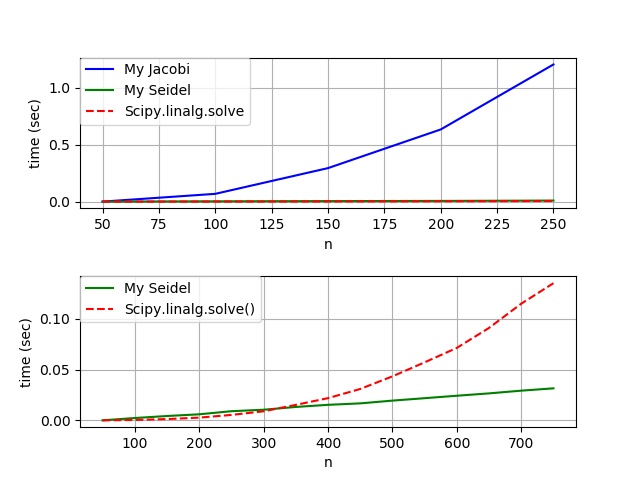 My Jacobi
My Seidel
Scipy.linalg.solve
1.0
0.5
0.0
time (sec)
50 75 100 125 150 175 200 225 250
n
My Seidel
Scipy.linalg.solve()
0.10
0.05
0.00
time (sec)
100 200 300 400 500 600 700
n